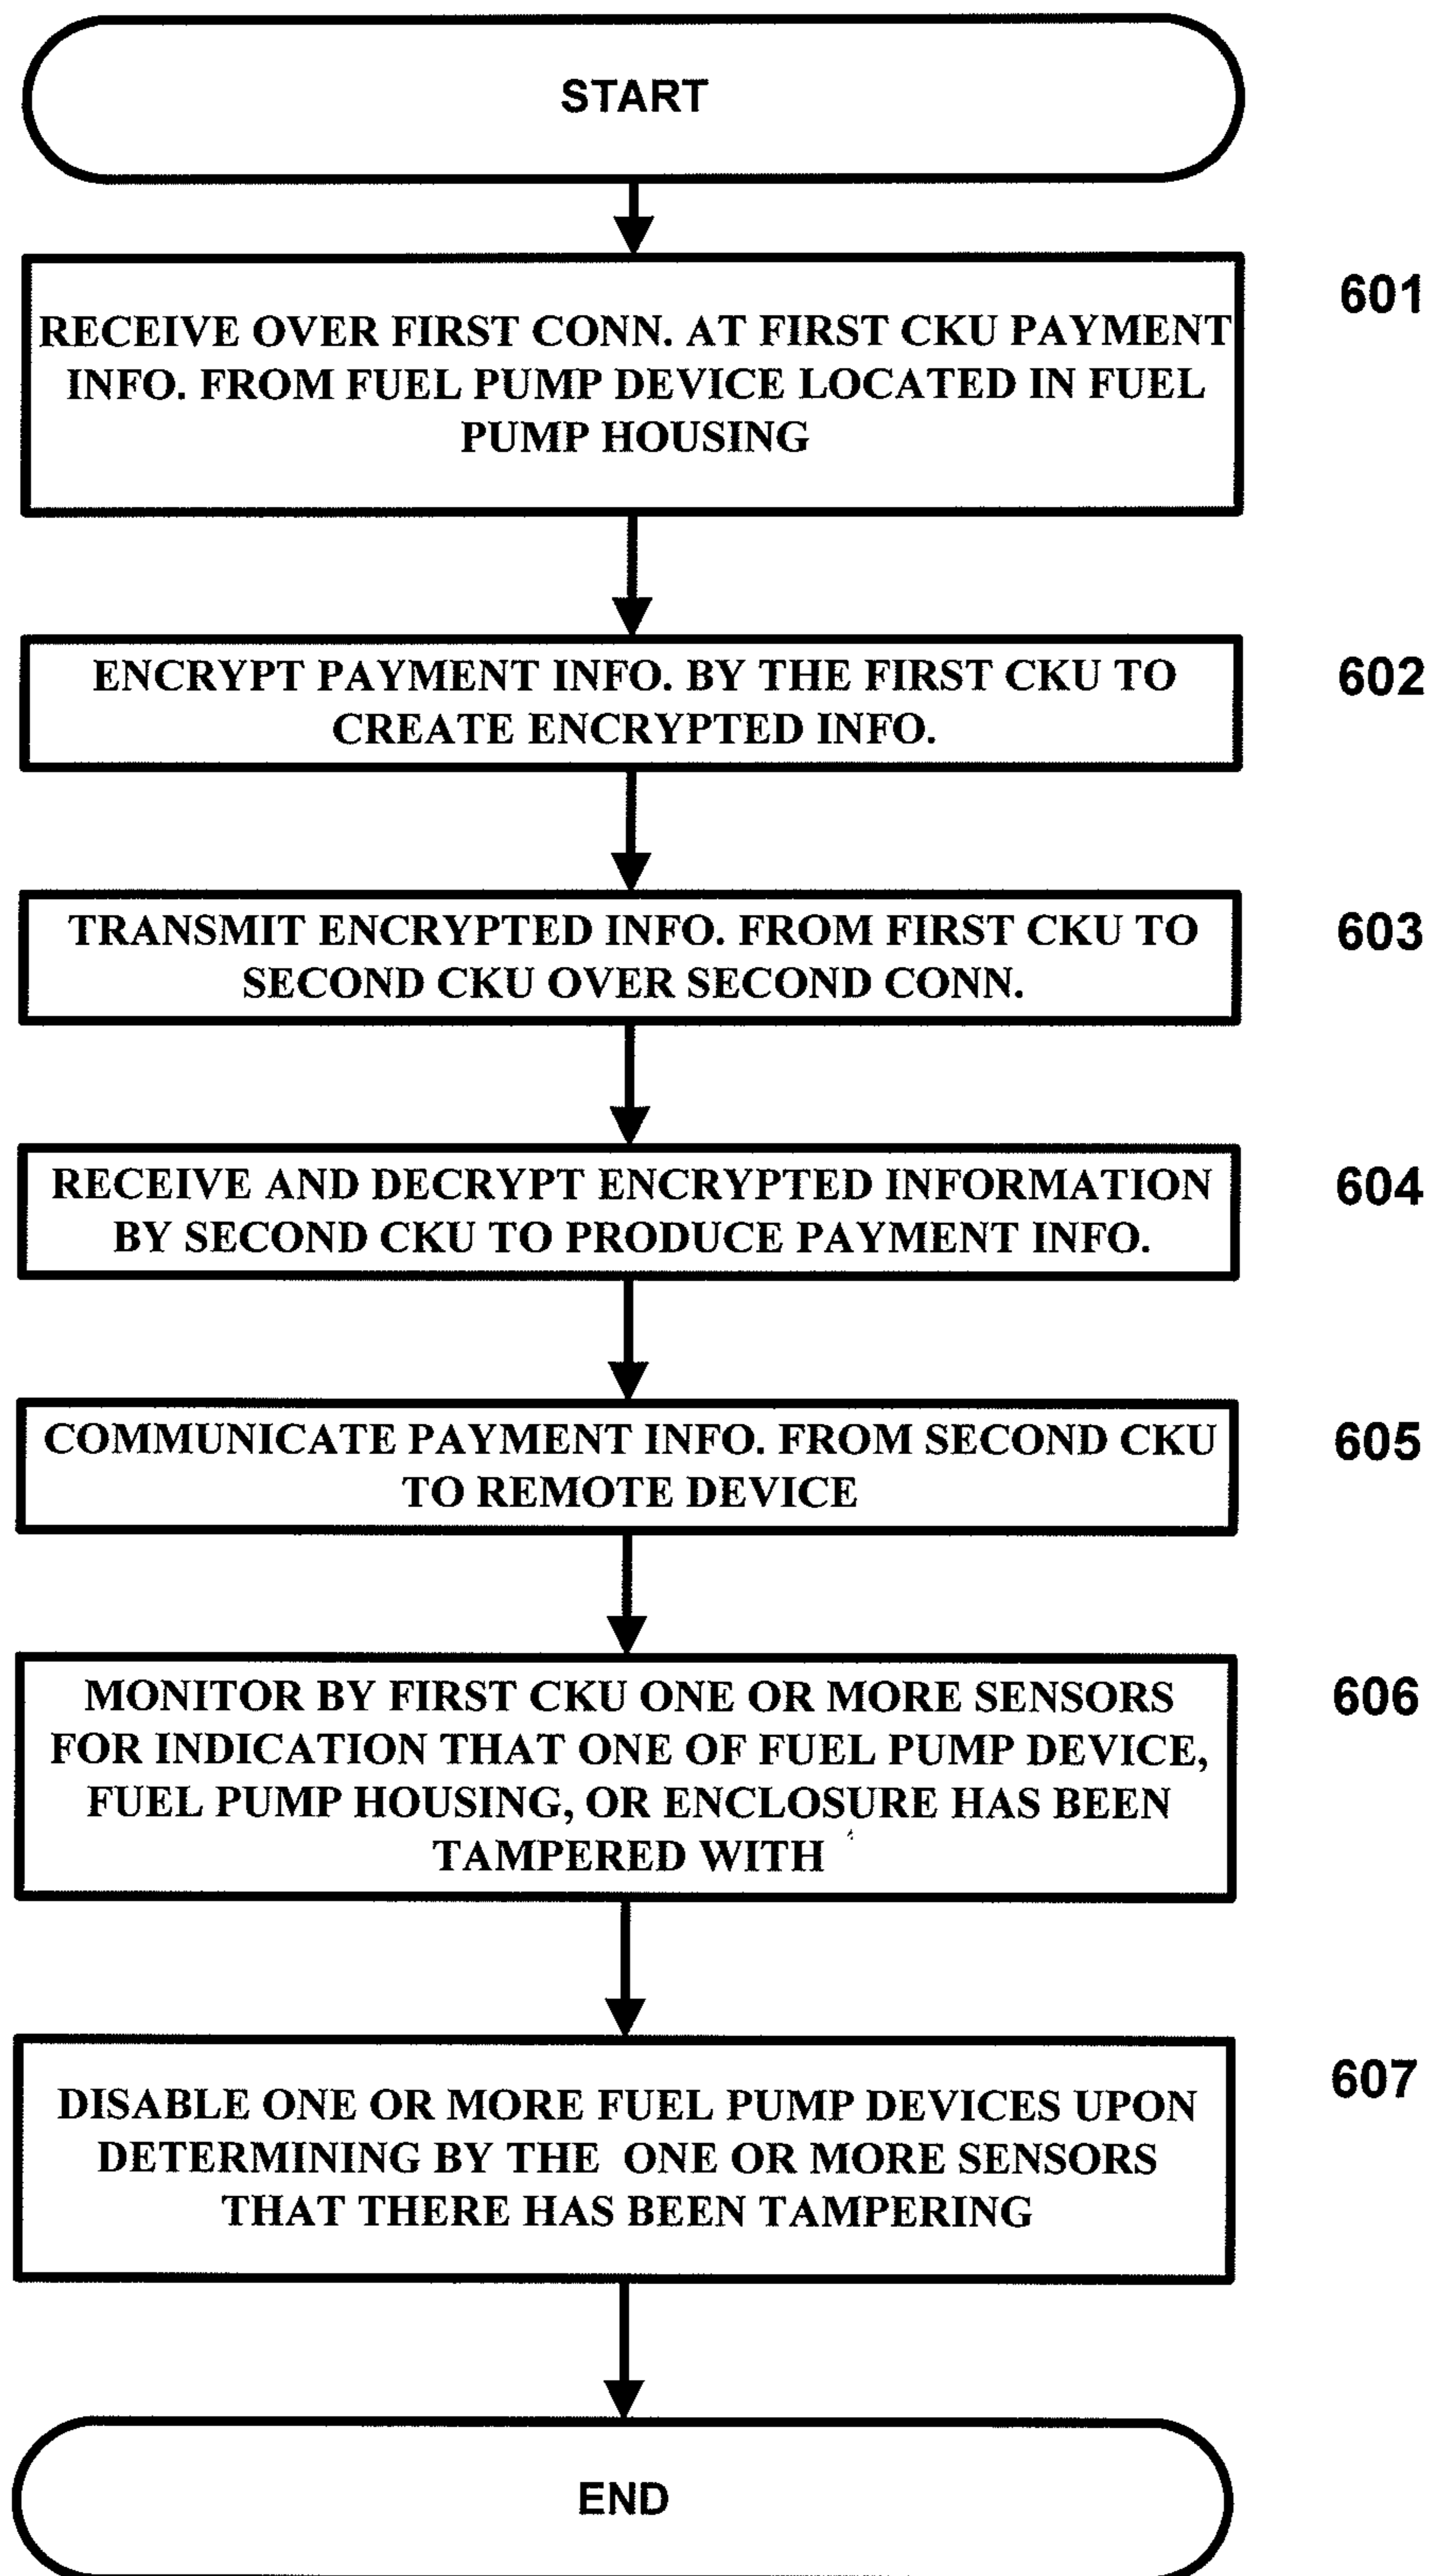 START
RECEIVE OVER FIRST CONN. AT FIRST CKU PAYMENT
INFO. FROM FUEL PUMP DEVICE LOCATED IN FUEL
PUMP HOUSING
601
ENCRYPT PAYMENT INFO. BY THE FIRST CKU TO
CREATE ENCRYPTED INFO.
602
TRANSMIT ENCRYPTED INFO. FROM FIRST CKU TO
SECOND CKU OVER SECOND CONN.
603
RECEIVE AND DECRYPT ENCRYPTED INFORMATION
BY SECOND CKU TO PRODUCE PAYMENT INFO.
604
COMMUNICATE PAYMENT INFO. FROM SECOND CKU
TO REMOTE DEVICE
605
MONITOR BY FIRST CKU ONE OR MORE SENSORS
FOR INDICATION THAT ONE OF FUEL PUMP DEVICE,
FUEL PUMP HOUSING, OR ENCLOSURE HAS BEEN
TAMPERED WITH
606
DISABLE ONE OR MORE FUEL PUMP DEVICES UPON
DETERMINING BY THE ONE OR MORE SENSORS
THAT THERE HAS BEEN TAMPERING
607
END